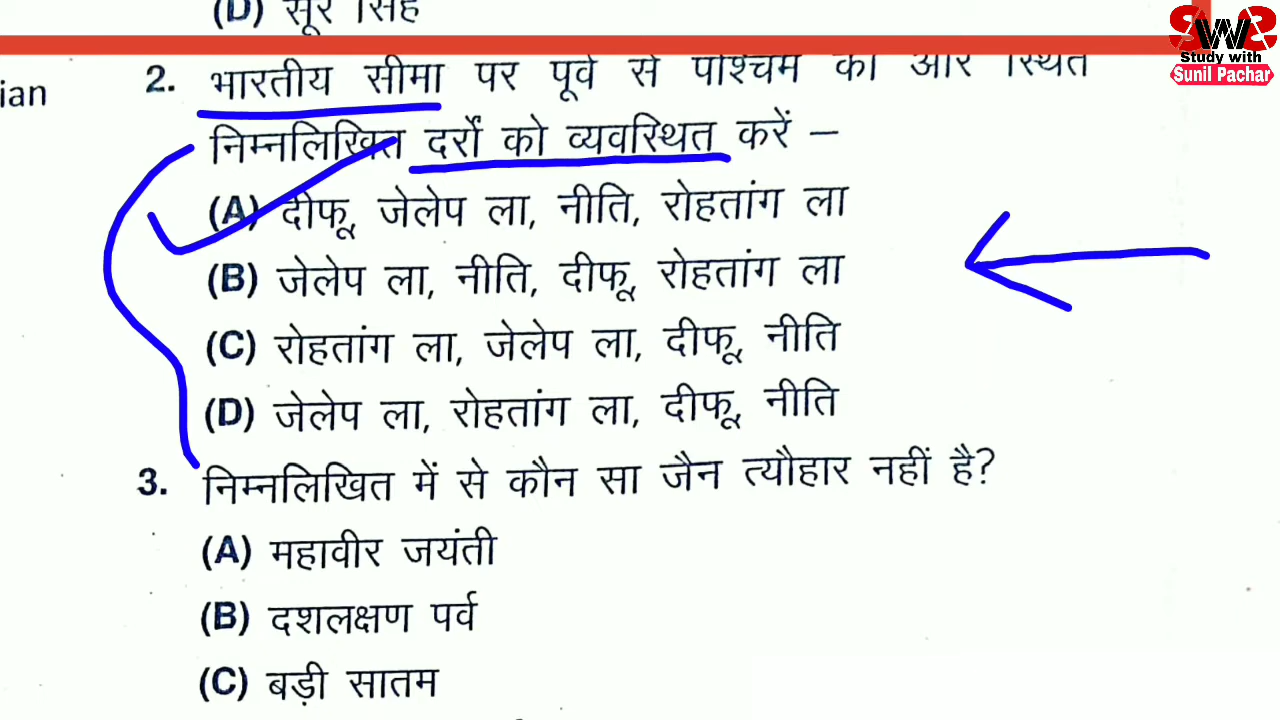 (D) सूर सिंह
SWS
Study with
Sunil Pachar
ian
2. भारतीय सीमा पर पूर्व से पश्चिम की ओर स्थित
निम्नलिखित दर्रों को व्यवस्थित करें –
(A) दीफू, जेलेप ला, नीति, रोहतांग ला
(B) जेलेप ला, नीति, दीफू, रोहतांग ला
(C) रोहतांग ला, जेलेप ला, दीफू, नीति
(D) जेलेप ला, रोहतांग ला, दीफू, नीति
3. निम्नलिखित में से कौन सा जैन त्यौहार नहीं है?
(A) महावीर जयंती
(B) दशलक्षण पर्व
(C) बड़ी सातम